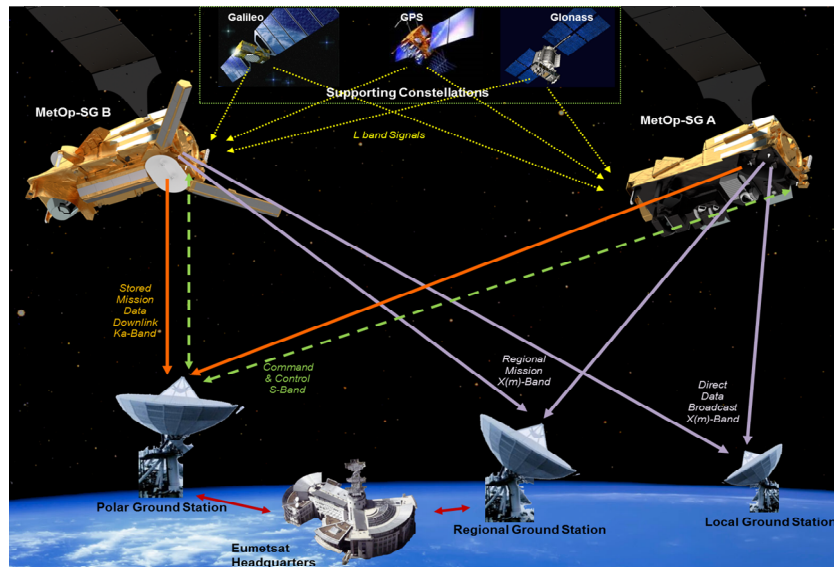 Galileo
GPS
Glonass
Supporting Constellations
MetOp-SG B
MetOp-SG A
L band Signals
Stored
Mission
Data
Downlink
Ka-Band*
Command
& Control
S-Band
Regional
Mission
X(m)-Band
Direct
Data
Broadcast
X(m)-Band
Polar Ground Station
Regional Ground Station
Local Ground Station
Eumetsat
Headquarters